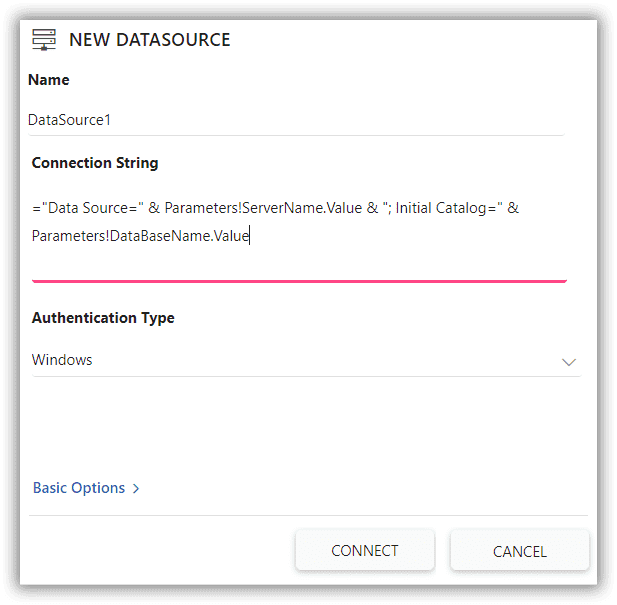 NEW DATASOURCE
Name
DataSource1
Connection String
="Data Source=" & Parameters!ServerName.Value & "; Initial Catalog=" &
Parameters!DataBaseName.Value
Authentication Type
Windows
Basic Options
CONNECT CANCEL